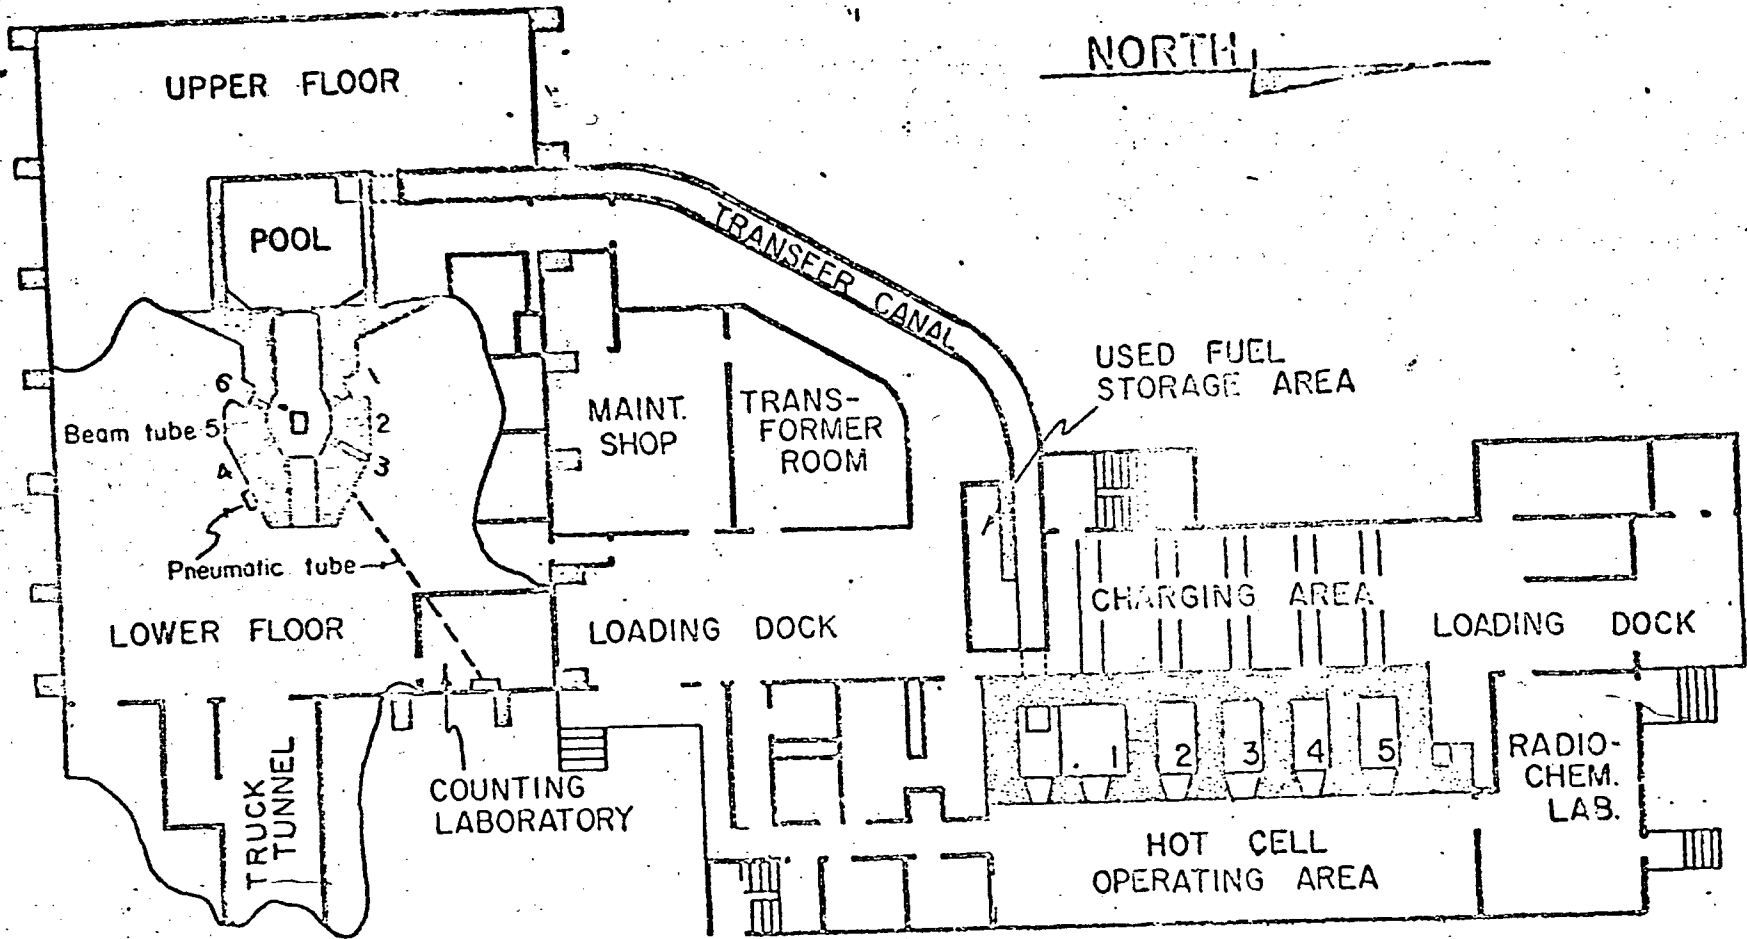 NORTH
UPPER FLOOR
POOL
TRANSFER CANAL
USED FUEL
STORAGE AREA
6
Beam tube 5
4
2
3
MAINT.
SHOP
TRANS-
FORMER
ROOM
Pneumatic tube
LOWER FLOOR
LOADING DOCK
CHARGING AREA
LOADING DOCK
1 2 3 4 5
RADIO-
CHEM.
LAB.
TRUCK
TUNNEL
COUNTING
LABORATORY
HOT CELL
OPERATING AREA